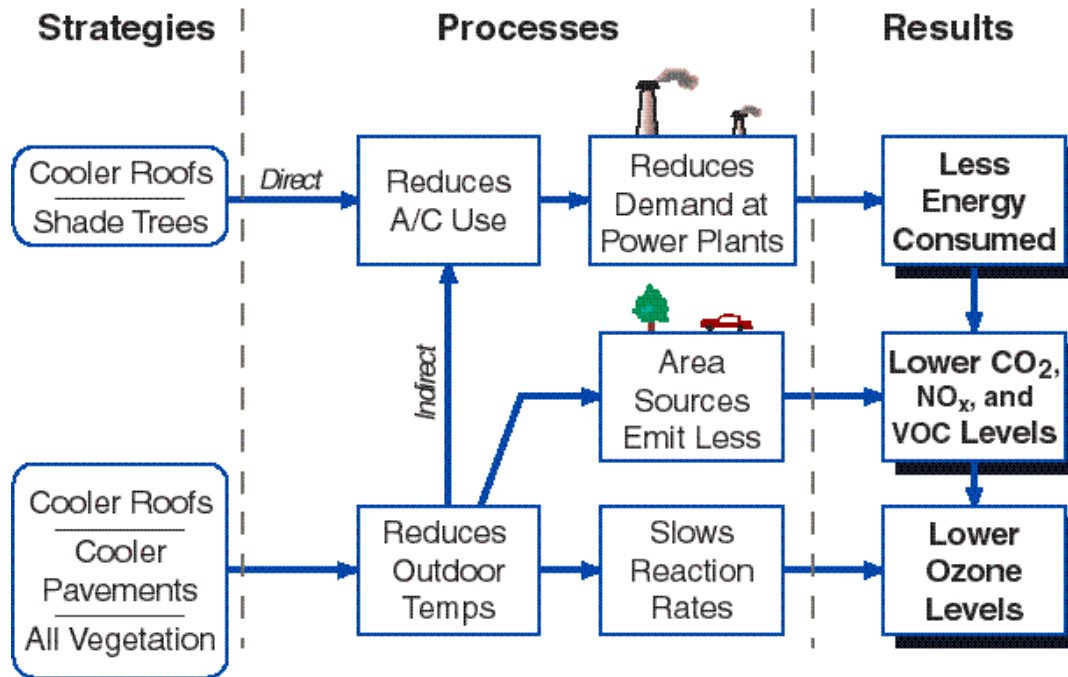 Strategies
Processes
Results
Cooler Roofs
Shade Trees
Direct
Reduces
A/C Use
Reduces
Demand at
Power Plants
Less
Energy
Consumed
Indirect
Area
Sources
Emit Less
Lower CO₂,
NOₓ, and
VOC Levels
Cooler Roofs
Cooler
Pavements
All Vegetation
Reduces
Outdoor
Temps
Slows
Reaction
Rates
Lower
Ozone
Levels